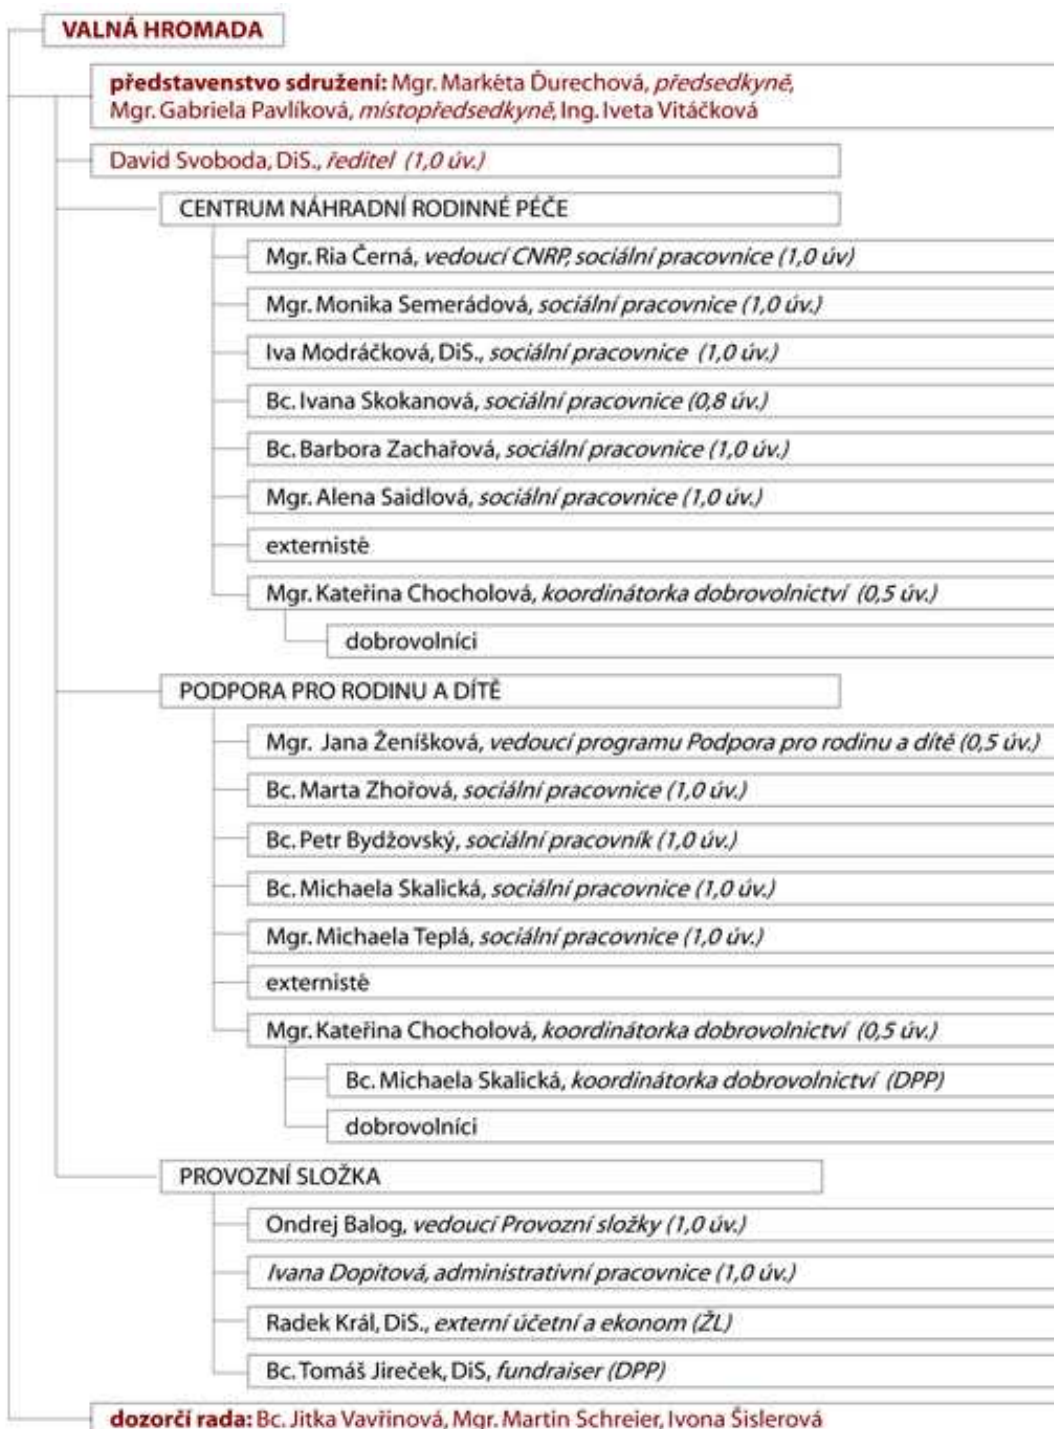 VALNÁ HROMADA
představenstvo sdružení: Mgr. Markéta Ďurechová, předsedkyně,
Mgr. Gabriela Pavlíková, místopředsedkyně, Ing. Iveta Vitáčková
David Svoboda, DiS., ředitel (1,0 úv.)
CENTRUM NÁHRADNÍ RODINNÉ PÉČE
Mgr. Ria Černá, vedoucí CNRP, sociální pracovnice (1,0 úv)
Mgr. Monika Semerádová, sociální pracovnice (1,0 úv.)
Iva Modráčková, DiS., sociální pracovnice (1,0 úv.)
Bc. Ivana Skokanová, sociální pracovnice (0,8 úv.)
Bc. Barbora Zachařová, sociální pracovnice (1,0 úv.)
Mgr. Alena Saidlová, sociální pracovnice (1,0 úv.)
externisté
Mgr. Kateřina Chocholová, koordinátorka dobrovolnictví (0,5 úv.)
dobrovolníci
PODPORA PRO RODINU A DÍTĚ
Mgr. Jana Ženíšková, vedoucí programu Podpora pro rodinu a dítě (0,5 úv.)
Bc. Marta Zhořová, sociální pracovnice (1,0 úv.)
Bc. Petr Bydžovský, sociální pracovník (1,0 úv.)
Bc. Michaela Skalická, sociální pracovnice (1,0 úv.)
Mgr. Michaela Teplá, sociální pracovnice (1,0 úv.)
externisté
Mgr. Kateřina Chocholová, koordinátorka dobrovolnictví (0,5 úv.)
Bc. Michaela Skalická, koordinátorka dobrovolnictví (DPP)
dobrovolníci
PROVOZNÍ SLOŽKA
Ondrej Balog, vedoucí Provozní složky (1,0 úv.)
Ivana Dopitová, administrativní pracovnice (1,0 úv.)
Radek Král, DiS., externí účetní a ekonom (ŽL)
Bc. Tomáš Jireček, DiS, fundraiser (DPP)
dozorčí rada: Bc. Jitka Vavřinová, Mgr. Martin Schreier, Ivona Šislerová